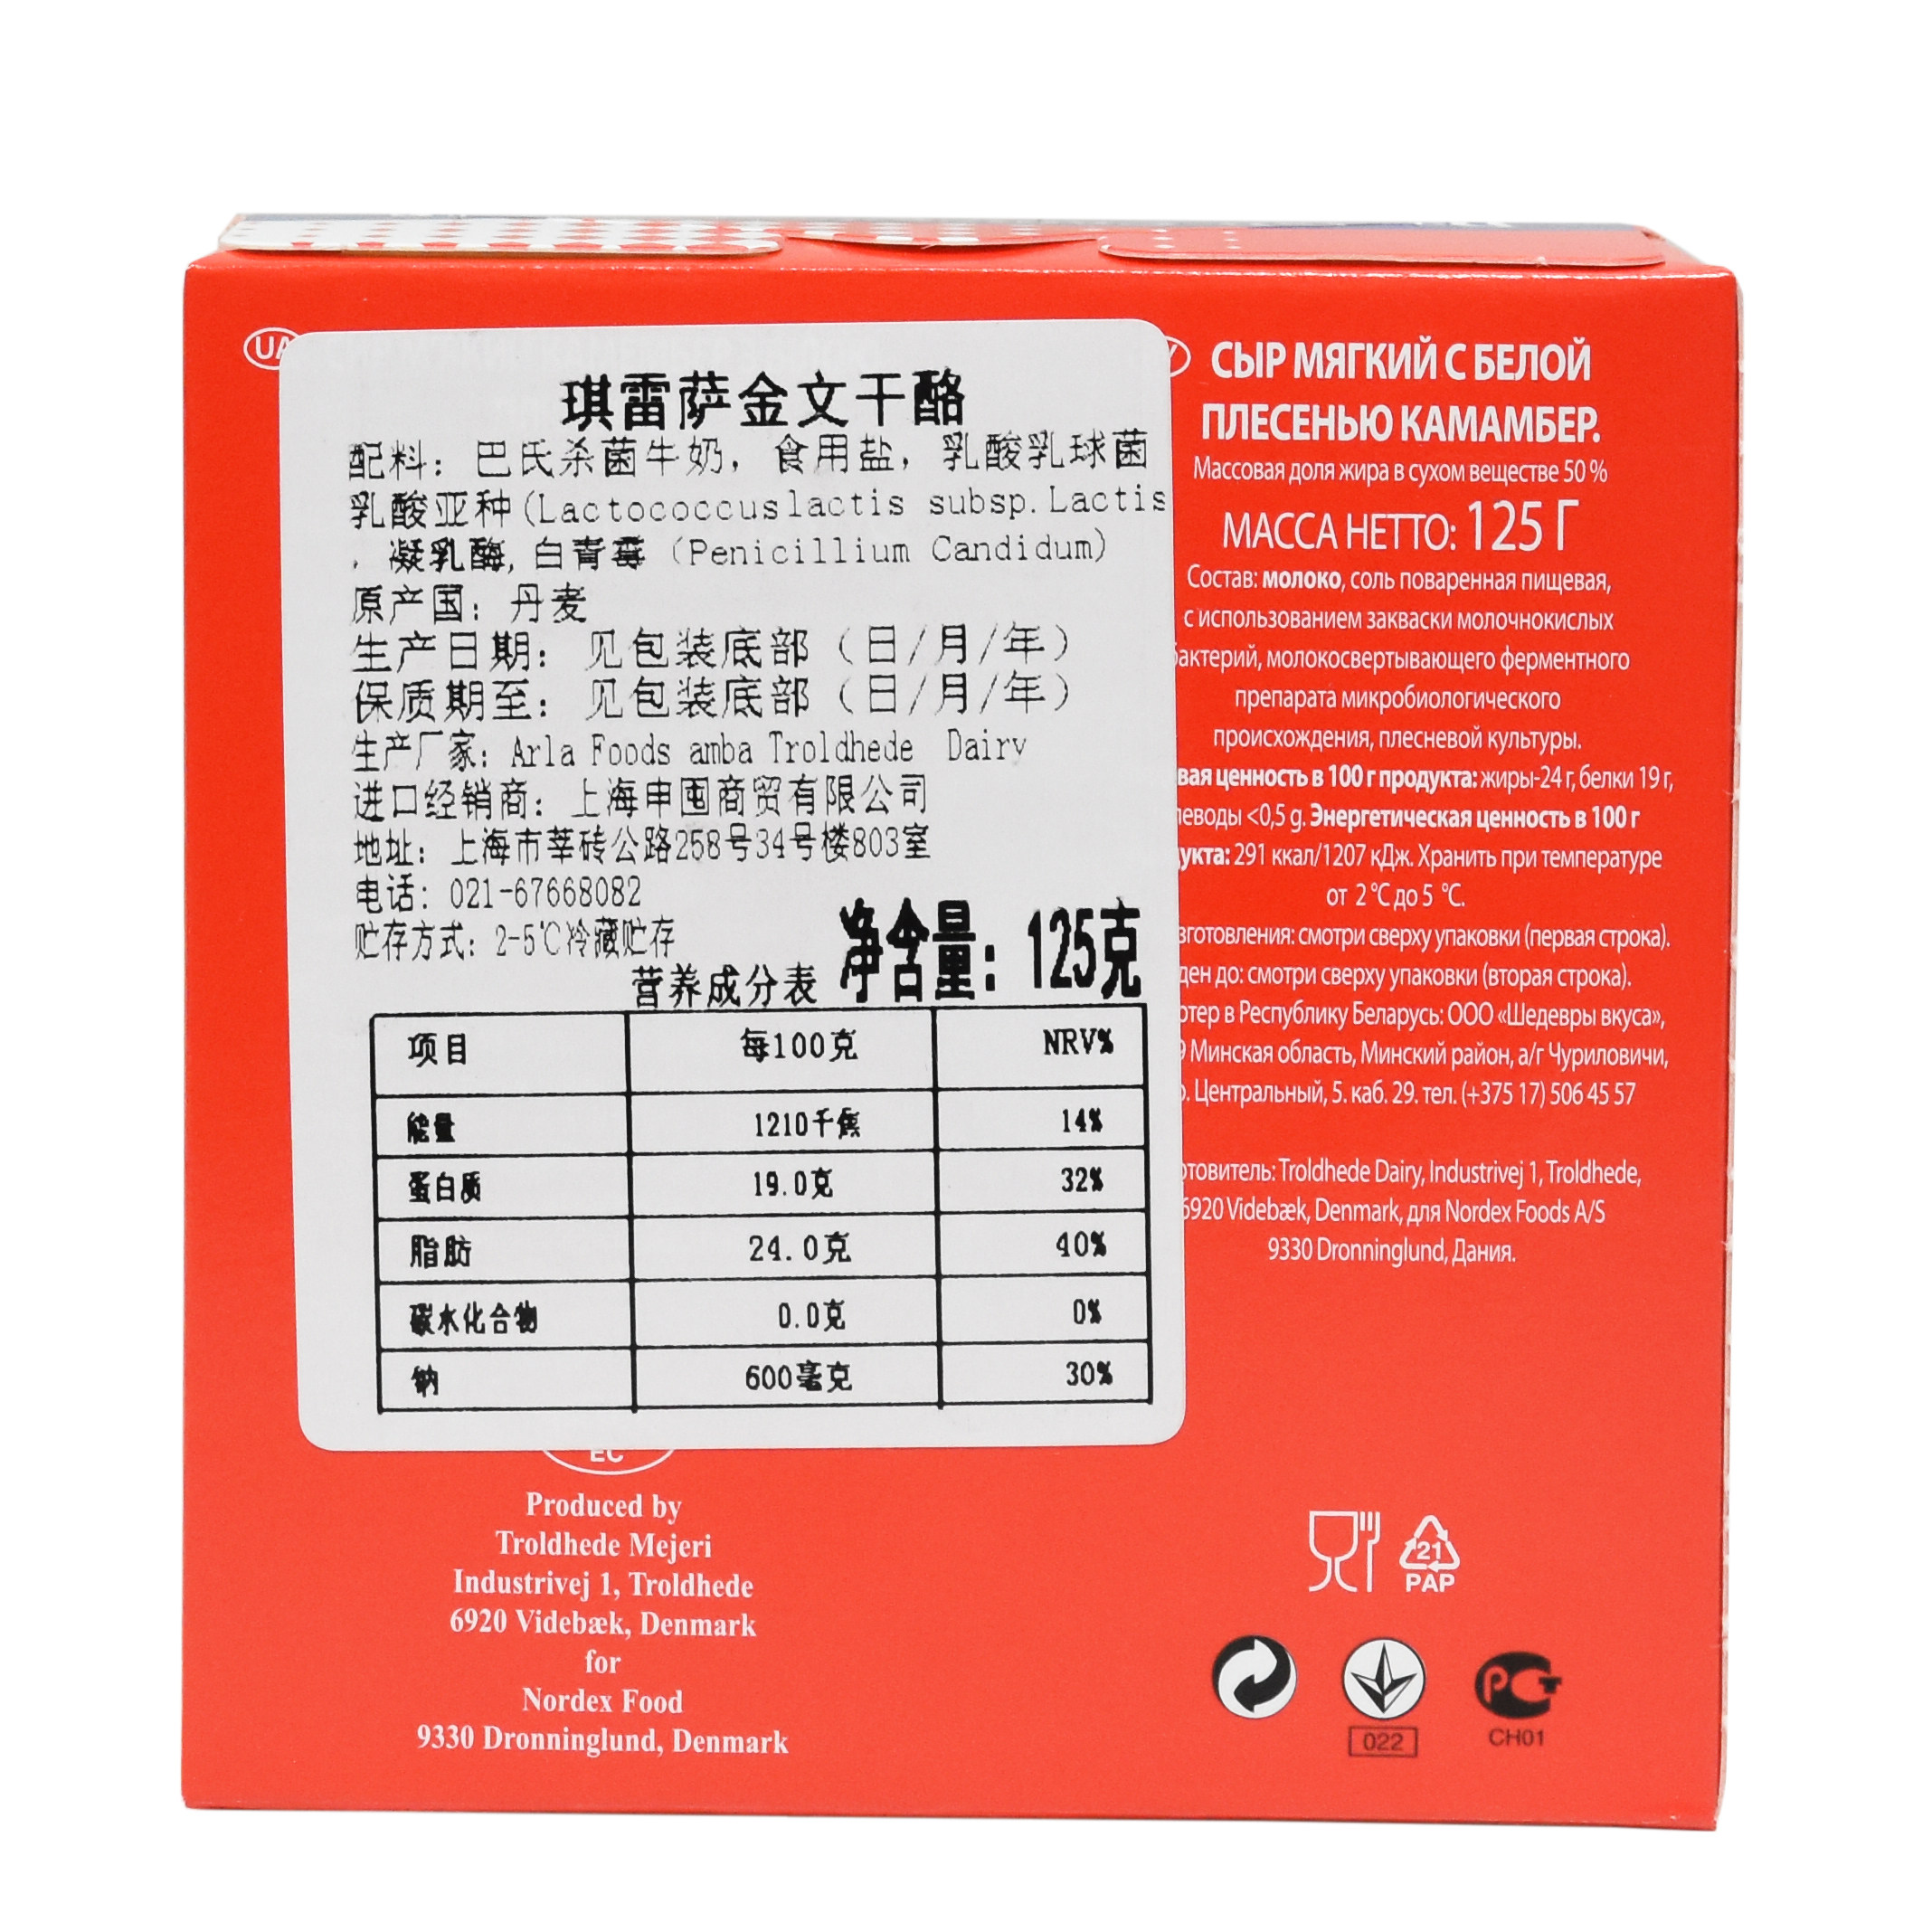 UA
琪雷萨金文干酪
配料：巴氏杀菌牛奶，食用盐，乳酸乳球菌
乳酸亚种(Lactococcuslactis subsp.Lactis
，凝乳酶,白青霉（Penicillium Candidum）
原产国：丹麦
生产日期：见包装底部（日/月/年）
保质期至：见包装底部（日/月/年）
生产厂家：Arla Foods amba Troldhede Dairy
进口经销商：上海申囤商贸有限公司
地址：上海市莘砖公路258号34号楼803室
电话：021-67668082
贮存方式：2-5℃冷藏贮存
净含量：125克
营养成分表
项目 每100克 NRV%
能量 1210千焦 14%
蛋白质 19.0克 32%
脂肪 24.0克 40%
碳水化合物 0.0克 0%
钠 600毫克 30%
СЫР МЯГКИЙ С БЕЛОЙ
ПЛЕСЕНЬЮ КАМАМБЕР.
Массовая доля жира в сухом веществе 50 %
МАССА НЕТТО: 125 Г
Состав: молоко, соль поваренная пищевая,
с использованием закваски молочнокислых
бактерий, молокосвертывающего ферментного
препарата микробиологического
происхождения, плесневой культуры.
вая ценность в 100 г продукта: жиры-24 г, белки 19 г,
леводы <0,5 g. Энергетическая ценность в 100 г
укта: 291 ккал/1207 кДж. Хранить при температуре
от 2 °C до 5 °C.
зготовления: смотри сверху упаковки (первая строка).
ден до: смотри сверху упаковки (вторая строка).
ртер в Республику Беларусь: ООО «Шедевры вкуса»,
9 Минская область, Минский район, а/г Чуриловичи,
. Центральный, 5. каб. 29. тел. (+375 17) 506 45 57
товитель: Troldhede Dairy, Industrivej 1, Troldhede,
6920 Videbæk, Denmark, для Nordex Foods A/S
9330 Dronninglund, Дания.
EC
Produced by
Troldhede Mejeri
Industrivej 1, Troldhede
6920 Videbæk, Denmark
for
Nordex Food
9330 Dronninglund, Denmark
21
PAP
022
РСТ
CH01